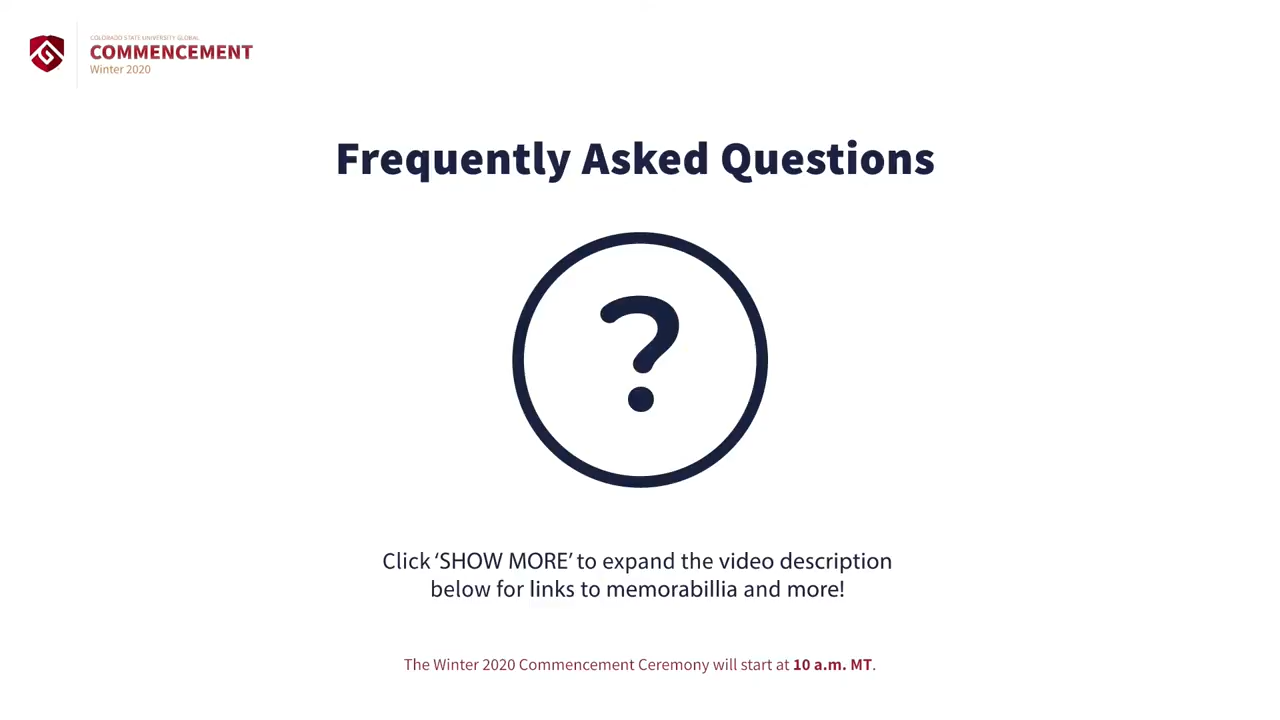 COLORADO STATE UNIVERSITY GLOBAL
COMMENCEMENT
Winter 2020
Frequently Asked Questions
?
Click ‘SHOW MORE’ to expand the video description
below for links to memorabillia and more!
The Winter 2020 Commencement Ceremony will start at 10 a.m. MT.